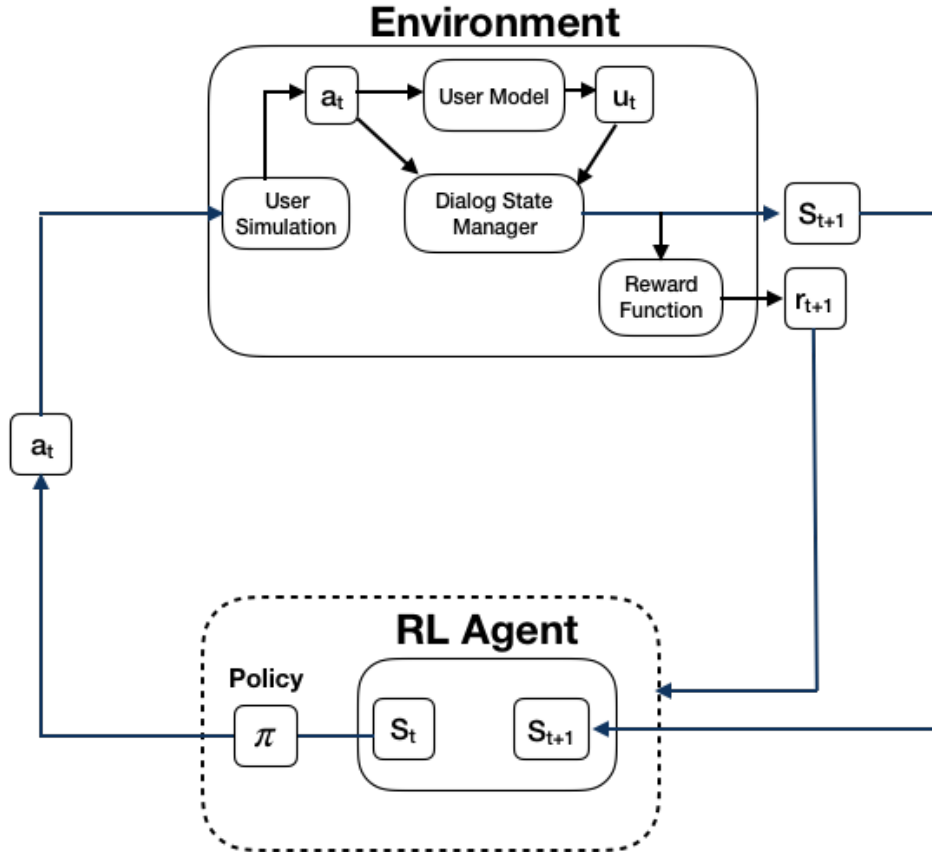 Environment
aₜ
User Model
uₜ
User
Simulation
Dialog State
Manager
Sₜ₊₁
Reward
Function
rₜ₊₁
aₜ
RL Agent
Policy
π
Sₜ
Sₜ₊₁